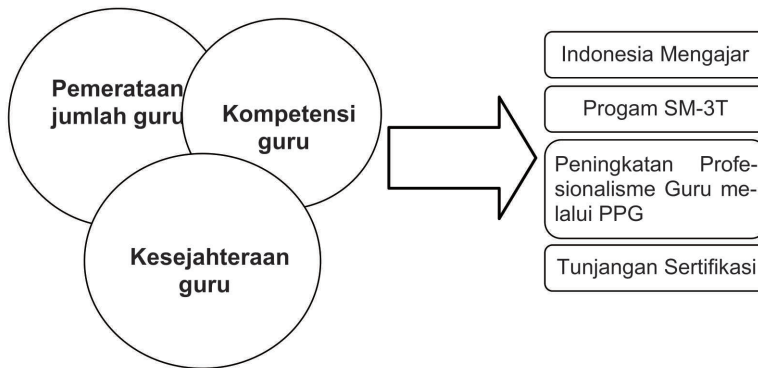 Pemerataan
jumlah guru
Kompetensi
guru
Kesejahteraan
guru
Indonesia Mengajar
Progam SM-3T
Peningkatan Profe-
sionalisme Guru me-
lalui PPG
Tunjangan Sertifikasi